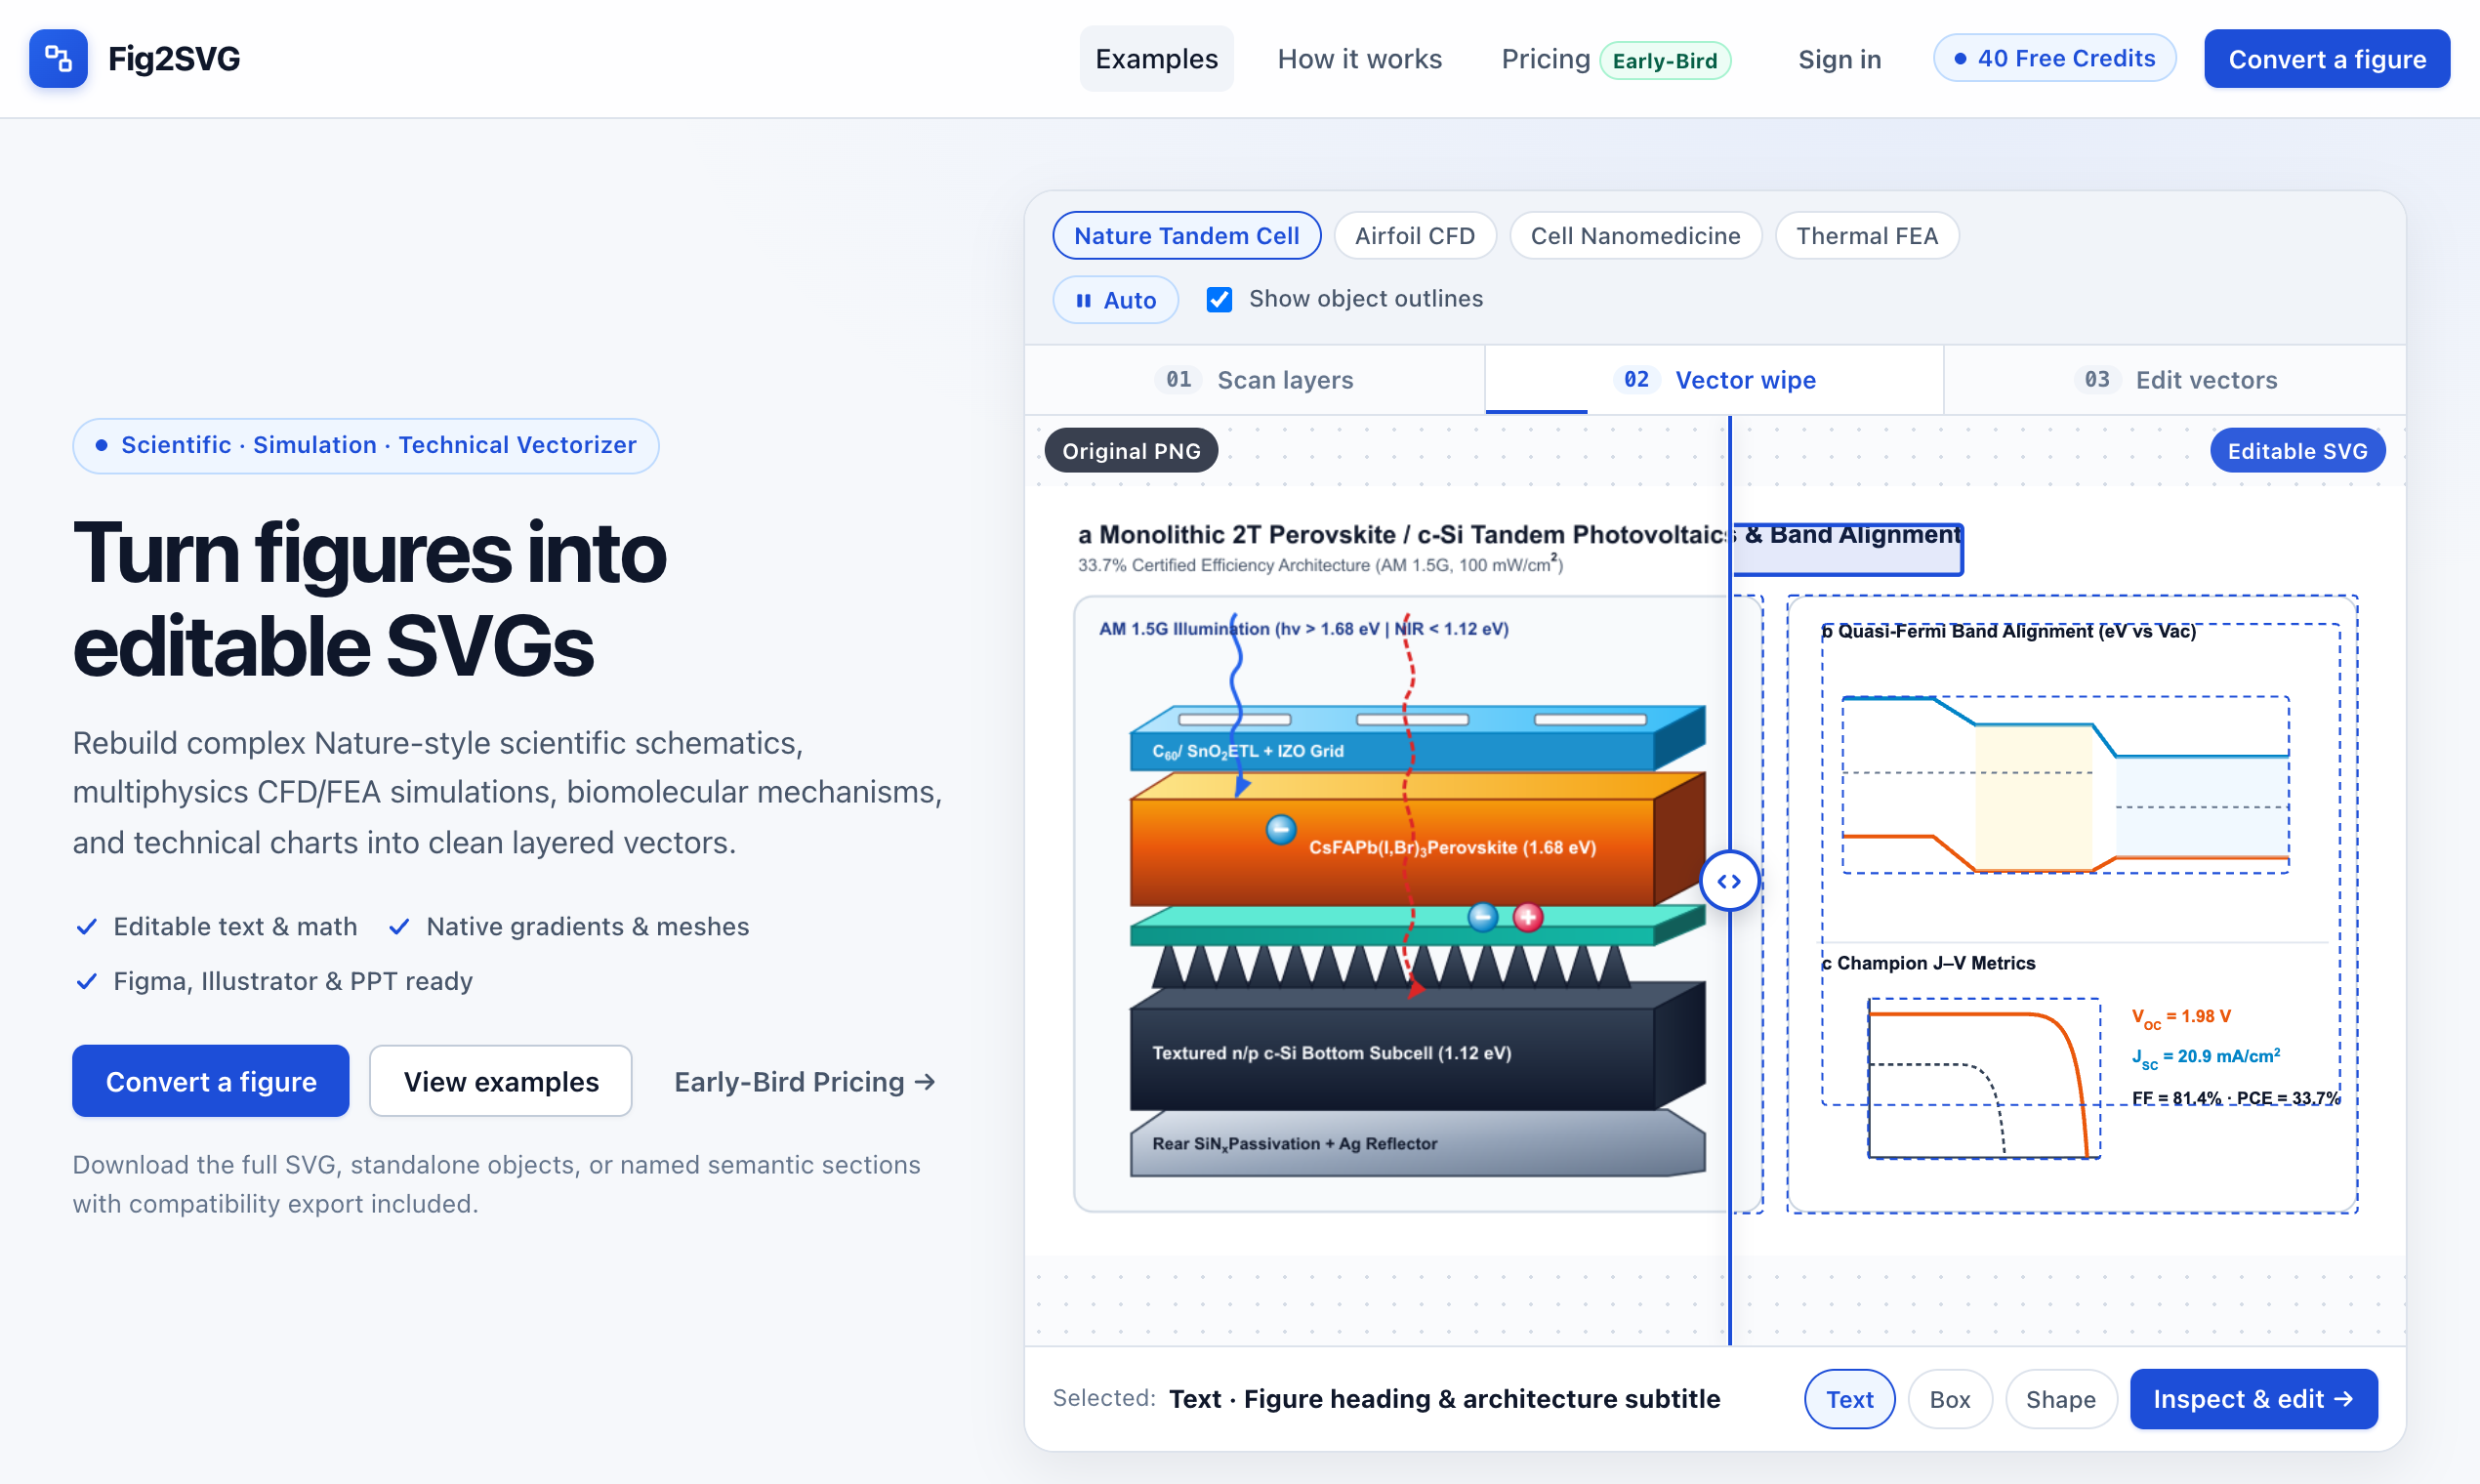 Fig2SVG
Examples
How it works
Pricing Early-Bird
Sign in
40 Free Credits
Convert a figure
Scientific · Simulation · Technical Vectorizer
Turn figures into
editable SVGs
Rebuild complex Nature-style scientific schematics,
multiphysics CFD/FEA simulations, biomolecular mechanisms,
and technical charts into clean layered vectors.
Editable text & math
Native gradients & meshes
Figma, Illustrator & PPT ready
Convert a figure
View examples
Early-Bird Pricing →
Download the full SVG, standalone objects, or named semantic sections
with compatibility export included.
Nature Tandem Cell
Airfoil CFD
Cell Nanomedicine
Thermal FEA
Auto
Show object outlines
01 Scan layers
02 Vector wipe
03 Edit vectors
Original PNG
Editable SVG
a Monolithic 2T Perovskite / c-Si Tandem Photovoltaics & Band Alignment
33.7% Certified Efficiency Architecture (AM 1.5G, 100 mW/cm²)
AM 1.5G Illumination (hv > 1.68 eV | NIR < 1.12 eV)
C₆₀/ SnO₂ETL + IZO Grid
CsFAPb(I,Br)₃Perovskite (1.68 eV)
Textured n/p c-Si Bottom Subcell (1.12 eV)
Rear SiNₓPassivation + Ag Reflector
b Quasi-Fermi Band Alignment (eV vs Vac)
c Champion J–V Metrics
VOC = 1.98 V
JSC = 20.9 mA/cm²
FF = 81.4% · PCE = 33.7%
Selected: Text · Figure heading & architecture subtitle
Text
Box
Shape
Inspect & edit →